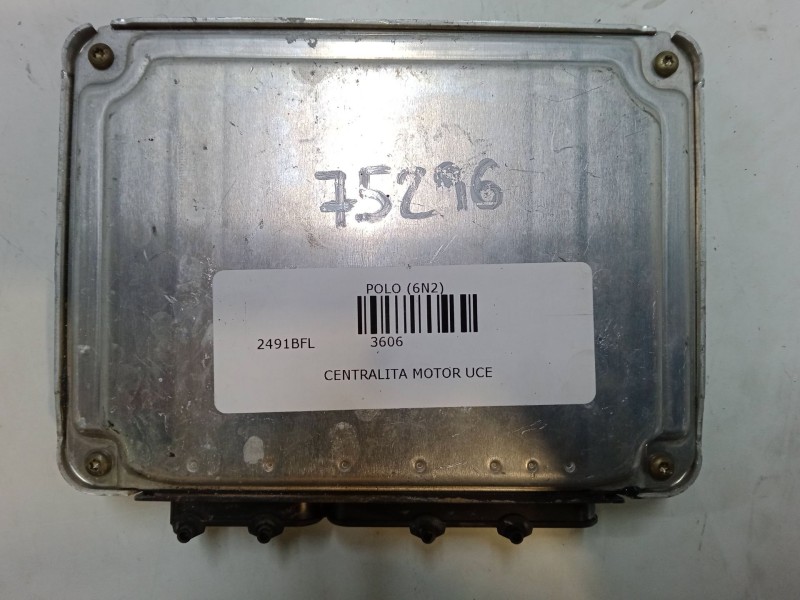 75296
POLO (6N2)
2491BFL 3606
CENTRALITA MOTOR UCE